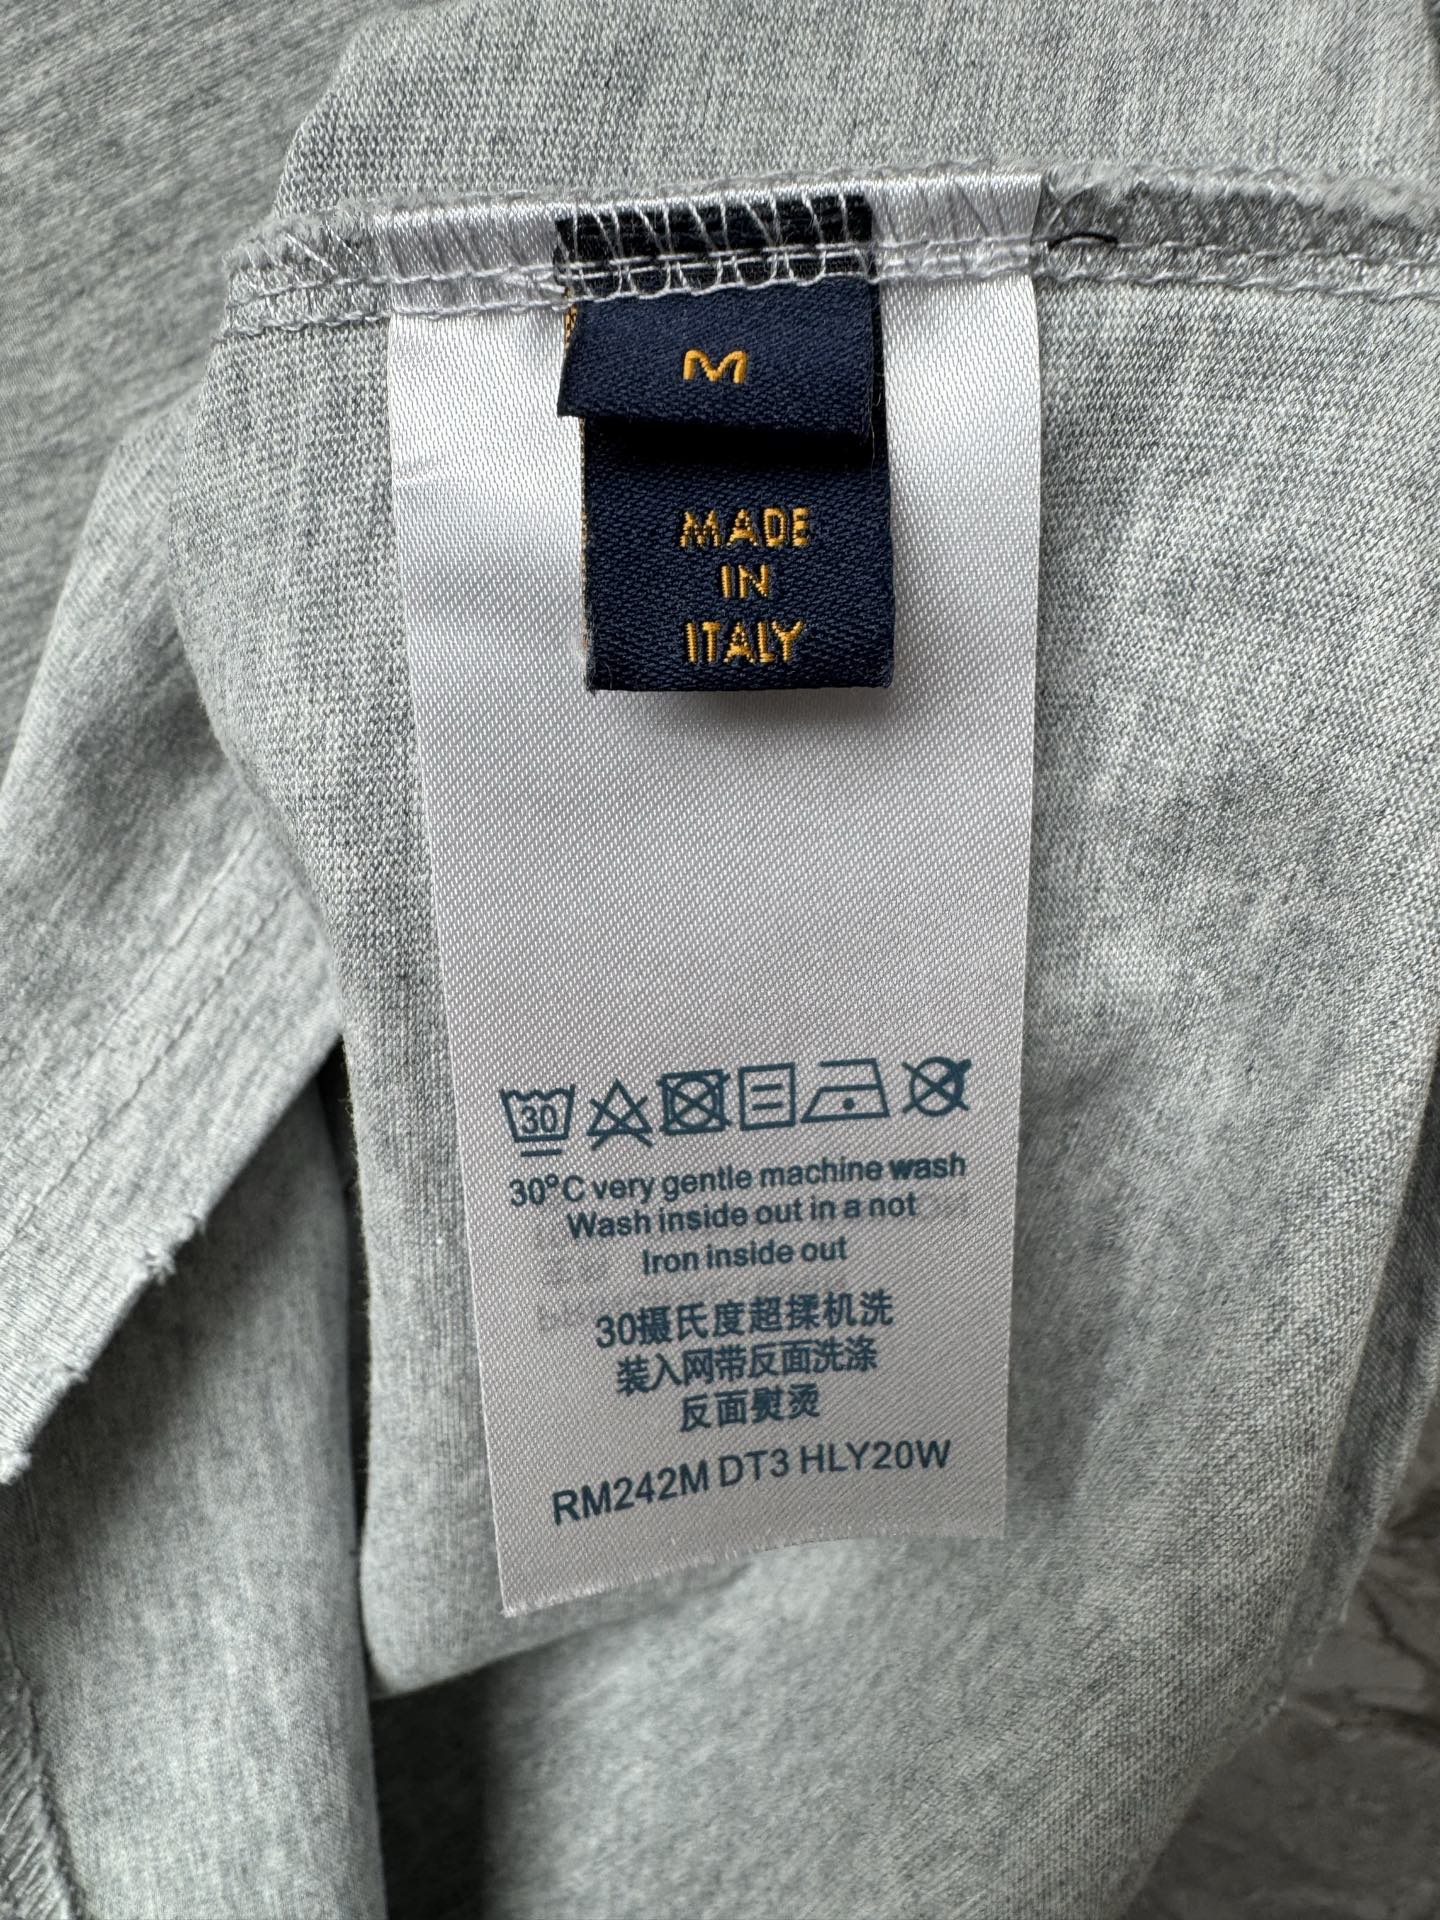 M
MADE
IN
ITALY
30
30°C very gentle machine wash
Wash inside out in a not
Iron inside out
30摄氏度超揉机洗
装入网带反面洗涤
反面熨烫
RM242M DT3 HLY20W